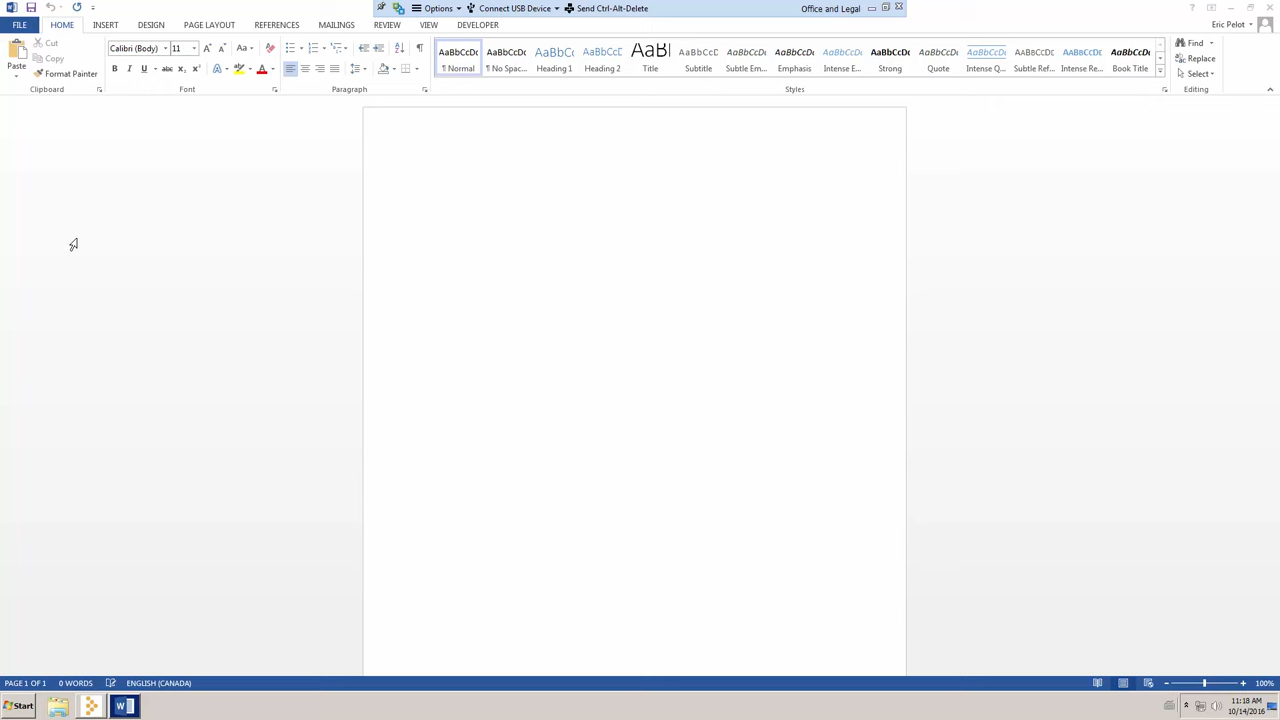 Options Connect USB Device Send Ctrl-Alt-Delete Office and Legal
FILE HOME INSERT DESIGN PAGE LAYOUT REFERENCES MAILINGS REVIEW VIEW DEVELOPER Eric Pelot
Paste
Cut
Copy
Format Painter
Clipboard
Calibri (Body) 11
Font
Paragraph
AaBbCcDc AaBbCcDc AaBbCc AaBbCcD AaB AaBbCcD AaBbCcDc AaBbCcDc AaBbCcDc AaBbCcDc AaBbCcDc AaBbCcDc AaBbCcDc AaBbCcDc AaBbCcDc
¶ Normal ¶ No Spac... Heading 1 Heading 2 Title Subtitle Subtle Em... Emphasis Intense E... Strong Quote Intense Q... Subtle Ref... Intense Re... Book Title
Styles
Find
Replace
Select
Editing
PAGE 1 OF 1 0 WORDS ENGLISH (CANADA) 100%
Start 11:18 AM
10/14/2016